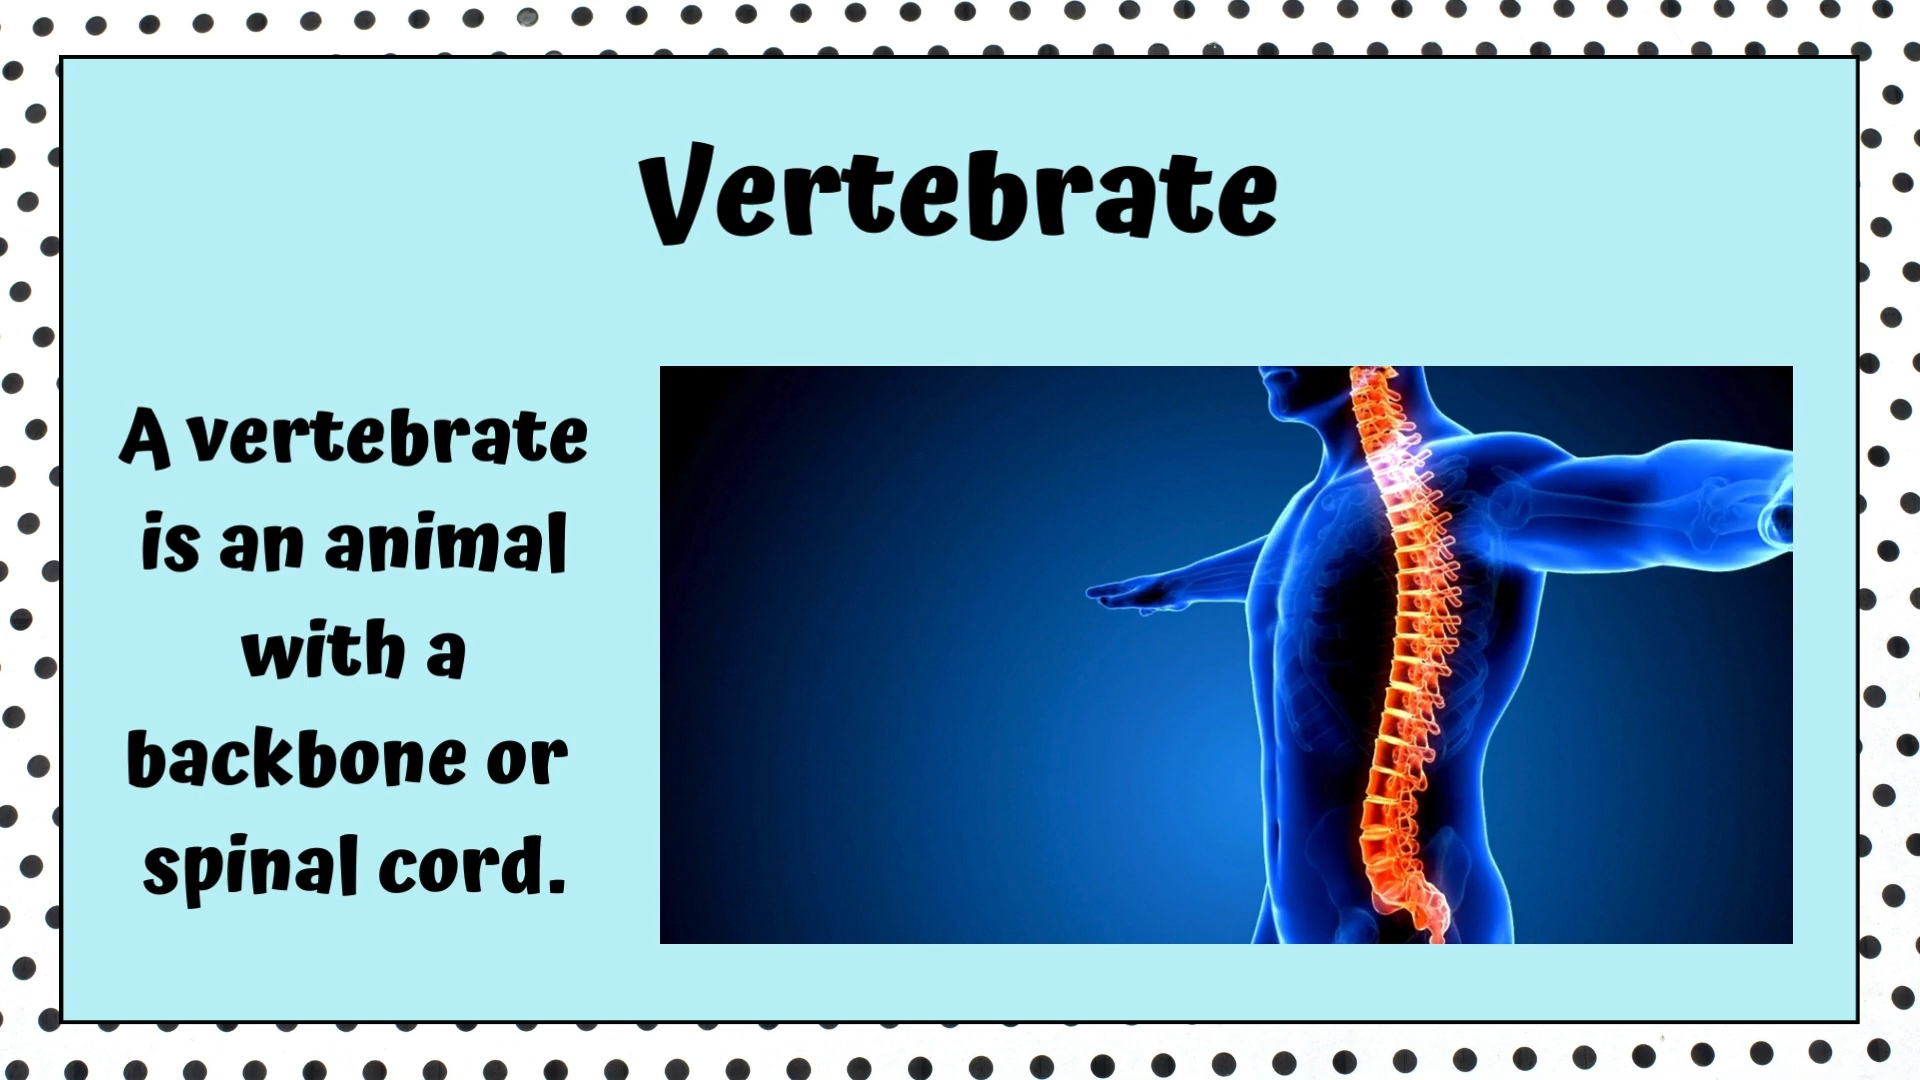 Vertebrate
A vertebrate
is an animal
with a
backbone or
spinal cord.